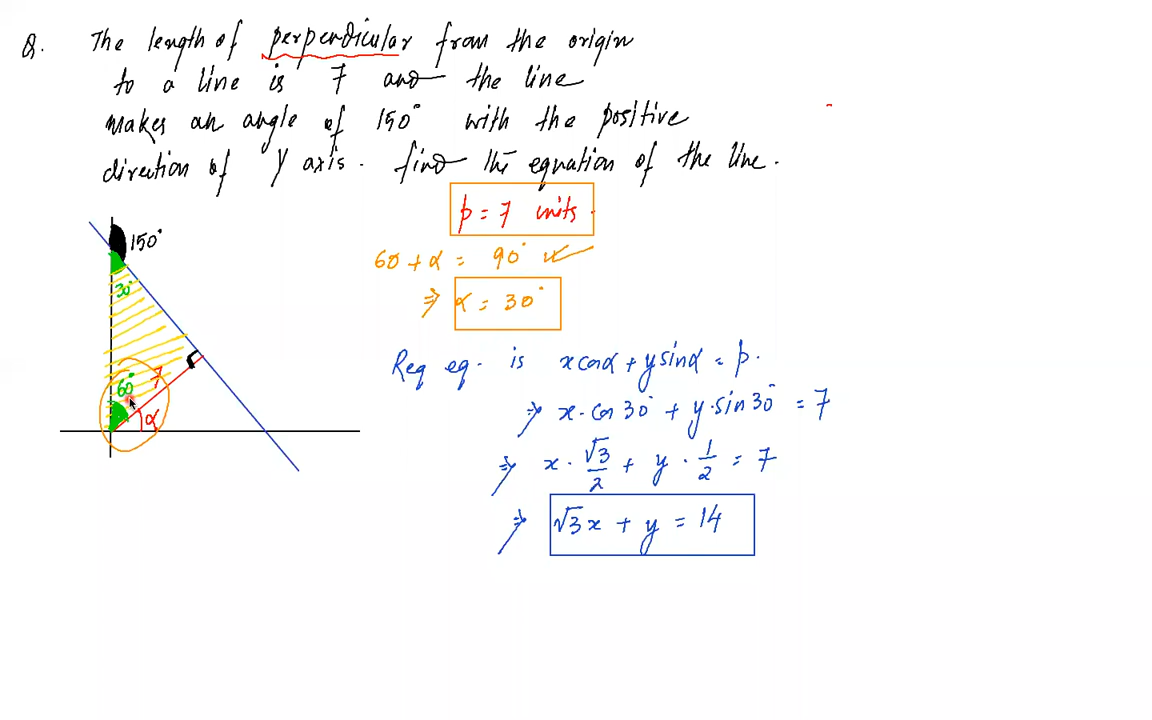 Q. The length of perpendicular from the origin
to a line is 7 and the line
makes an angle of 150° with the positive
direction of Y axis. find the equation of the line.
p = 7 units.
150°
60 + α = 90°
30°
⇒ α = 30°
Req eq. is x cosα + y sinα = p.
60°
7
α
⇒ x · cos 30° + y · sin 30° = 7
⇒ x · √3/2 + y · 1/2 = 7
⇒ √3x + y = 14